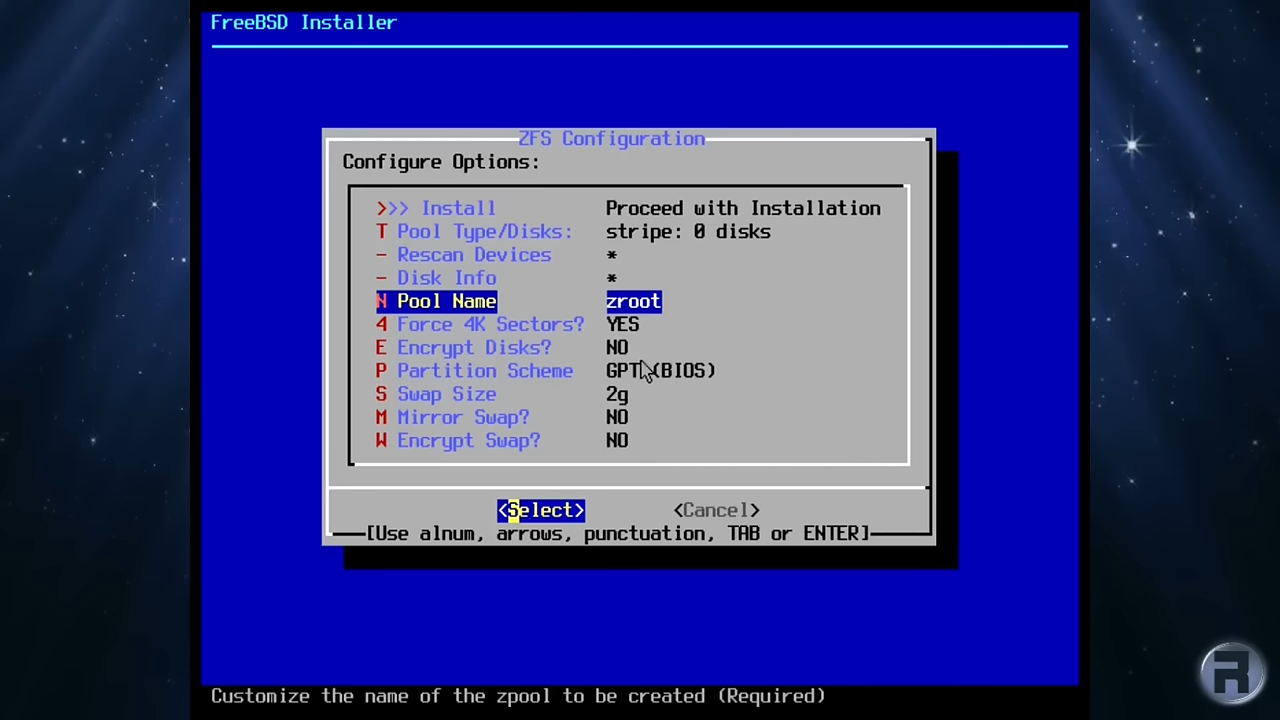 FreeBSD Installer
ZFS Configuration
Configure Options:
>>> Install Proceed with Installation
T Pool Type/Disks: stripe: 0 disks
- Rescan Devices *
- Disk Info *
N Pool Name zroot
4 Force 4K Sectors? YES
E Encrypt Disks? NO
P Partition Scheme GPT (BIOS)
S Swap Size 2g
M Mirror Swap? NO
W Encrypt Swap? NO
<Select> <Cancel>
[Use alnum, arrows, punctuation, TAB or ENTER]
Customize the name of the zpool to be created (Required)
R